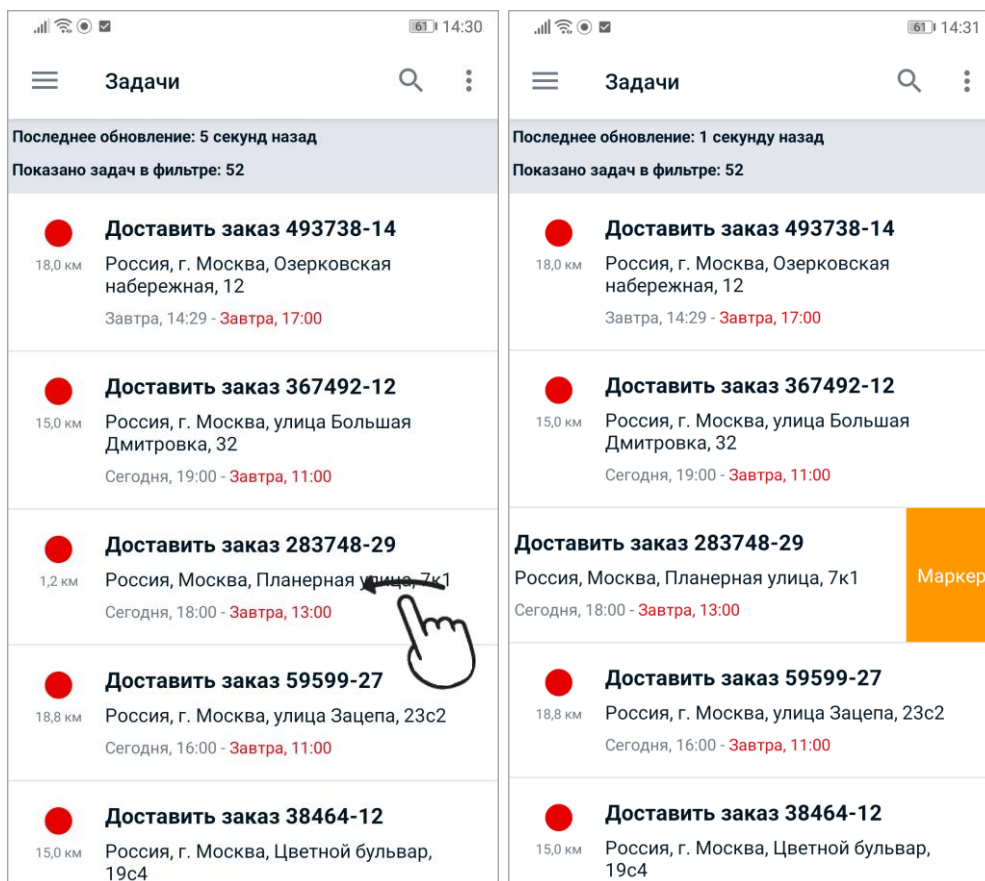 61 14:30
Задачи
Последнее обновление: 5 секунд назад
Показано задач в фильтре: 52
Доставить заказ 493738-14
18,0 км
Россия, г. Москва, Озерковская
набережная, 12
Завтра, 14:29 - Завтра, 17:00
Доставить заказ 367492-12
15,0 км
Россия, г. Москва, улица Большая
Дмитровка, 32
Сегодня, 19:00 - Завтра, 11:00
Доставить заказ 283748-29
1,2 км
Россия, Москва, Планерная улица, 7к1
Сегодня, 18:00 - Завтра, 13:00
Доставить заказ 59599-27
18,8 км
Россия, г. Москва, улица Зацепа, 23с2
Сегодня, 16:00 - Завтра, 11:00
Доставить заказ 38464-12
15,0 км
Россия, г. Москва, Цветной бульвар,
19с4
61 14:31
Задачи
Последнее обновление: 1 секунду назад
Показано задач в фильтре: 52
Доставить заказ 493738-14
18,0 км
Россия, г. Москва, Озерковская
набережная, 12
Завтра, 14:29 - Завтра, 17:00
Доставить заказ 367492-12
15,0 км
Россия, г. Москва, улица Большая
Дмитровка, 32
Сегодня, 19:00 - Завтра, 11:00
Доставить заказ 283748-29
Россия, Москва, Планерная улица, 7к1
Сегодня, 18:00 - Завтра, 13:00
Маркер
Доставить заказ 59599-27
18,8 км
Россия, г. Москва, улица Зацепа, 23с2
Сегодня, 16:00 - Завтра, 11:00
Доставить заказ 38464-12
15,0 км
Россия, г. Москва, Цветной бульвар,
19с4